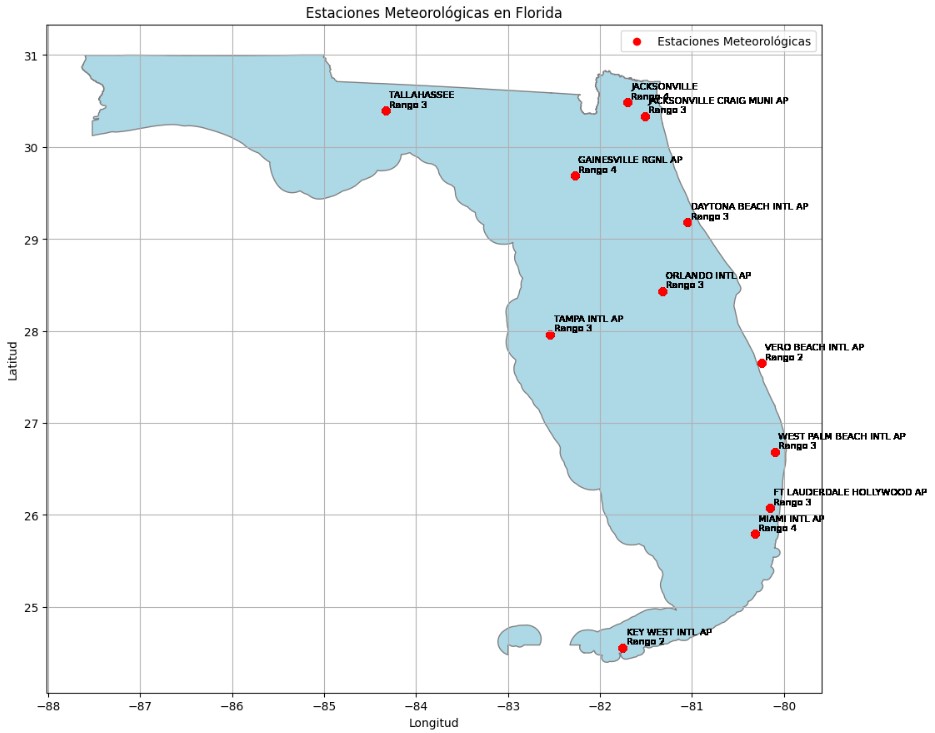 Estaciones Meteorológicas en Florida
Estaciones Meteorológicas
31
30
29
28
27
26
25
Latitud
TALLAHASSEE
Rango 3
JACKSONVILLE
Rango 4
JACKSONVILLE CRAIG MUNI AP
Rango 3
GAINESVILLE RGNL AP
Rango 4
DAYTONA BEACH INTL AP
Rango 3
ORLANDO INTL AP
Rango 3
TAMPA INTL AP
Rango 3
VERO BEACH INTL AP
Rango 2
WEST PALM BEACH INTL AP
Rango 3
FT LAUDERDALE HOLLYWOOD AP
Rango 3
MIAMI INTL AP
Rango 4
KEY WEST INTL AP
Rango 2
−88 −87 −86 −85 −84 −83 −82 −81 −80
Longitud